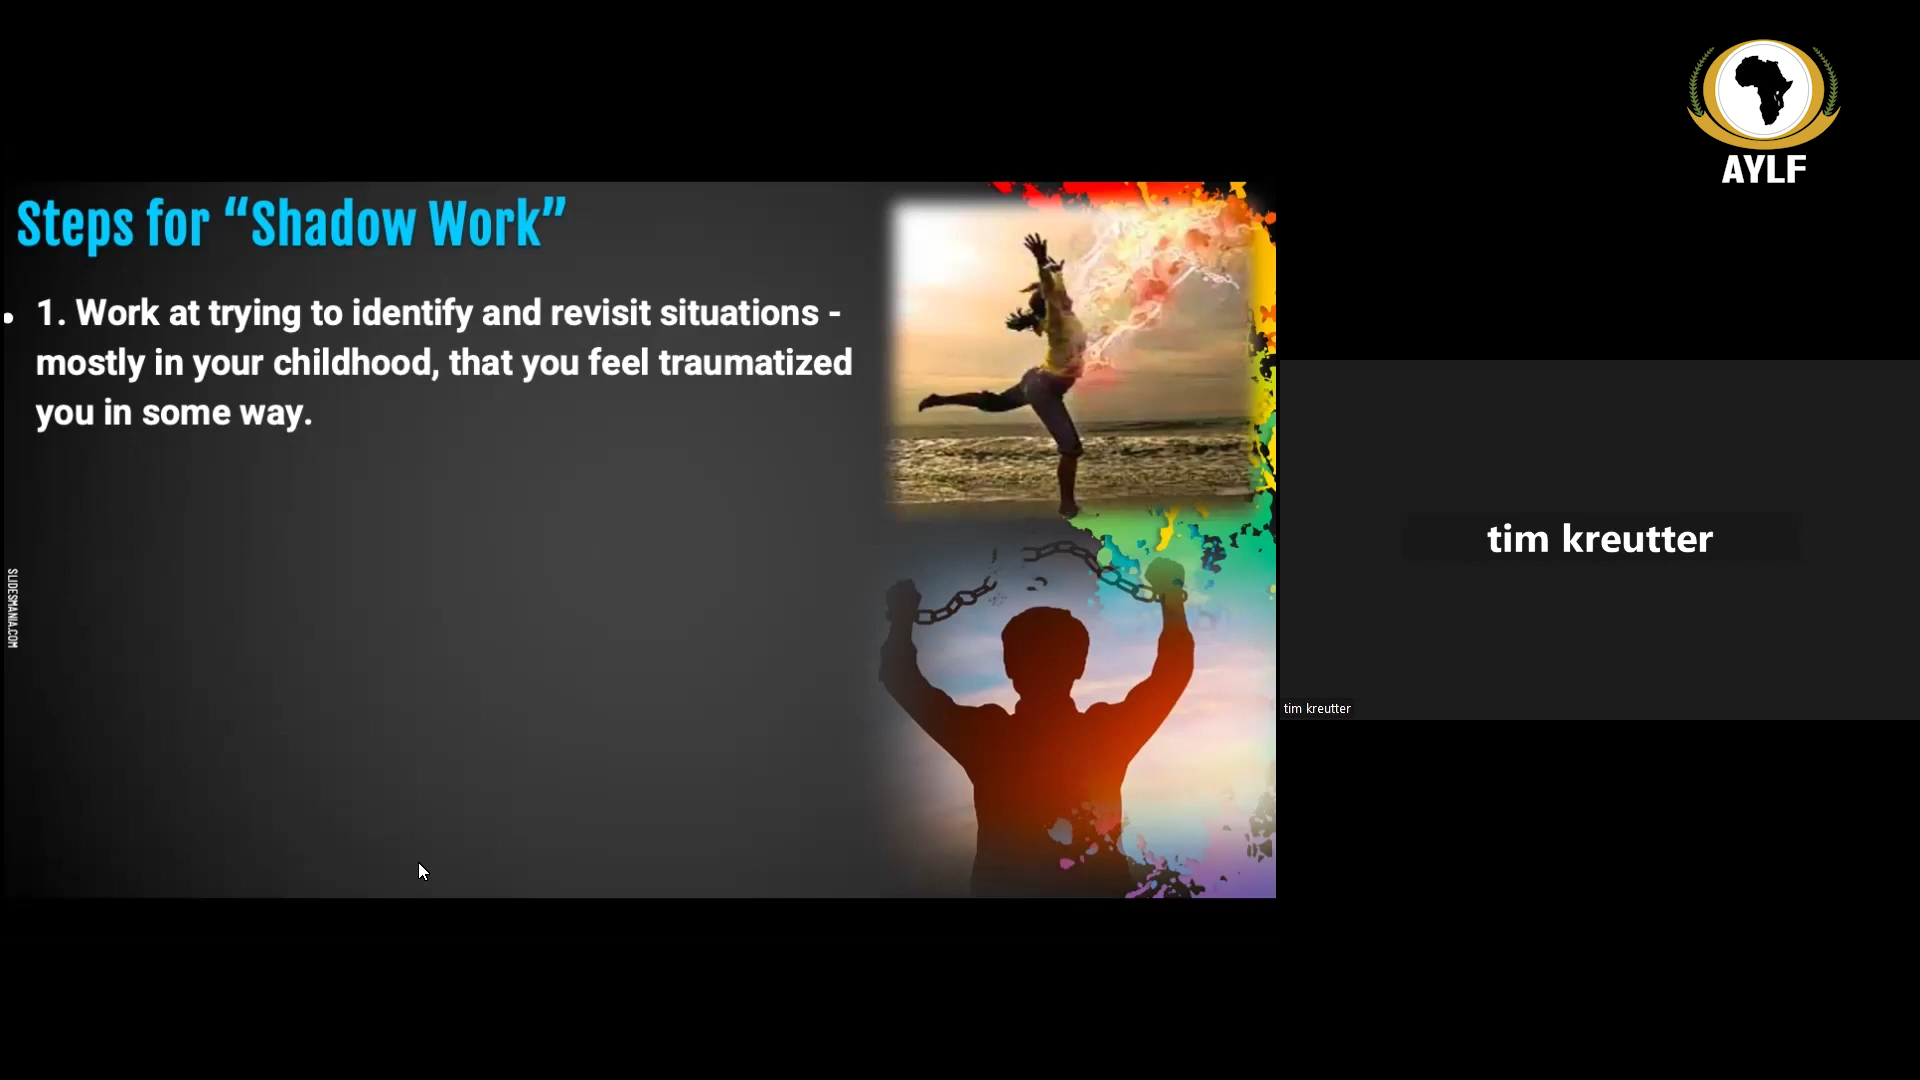 AYLF
Steps for “Shadow Work”
• 1. Work at trying to identify and revisit situations -
mostly in your childhood, that you feel traumatized
you in some way.
SLIDESMANIA.COM
tim kreutter
tim kreutter